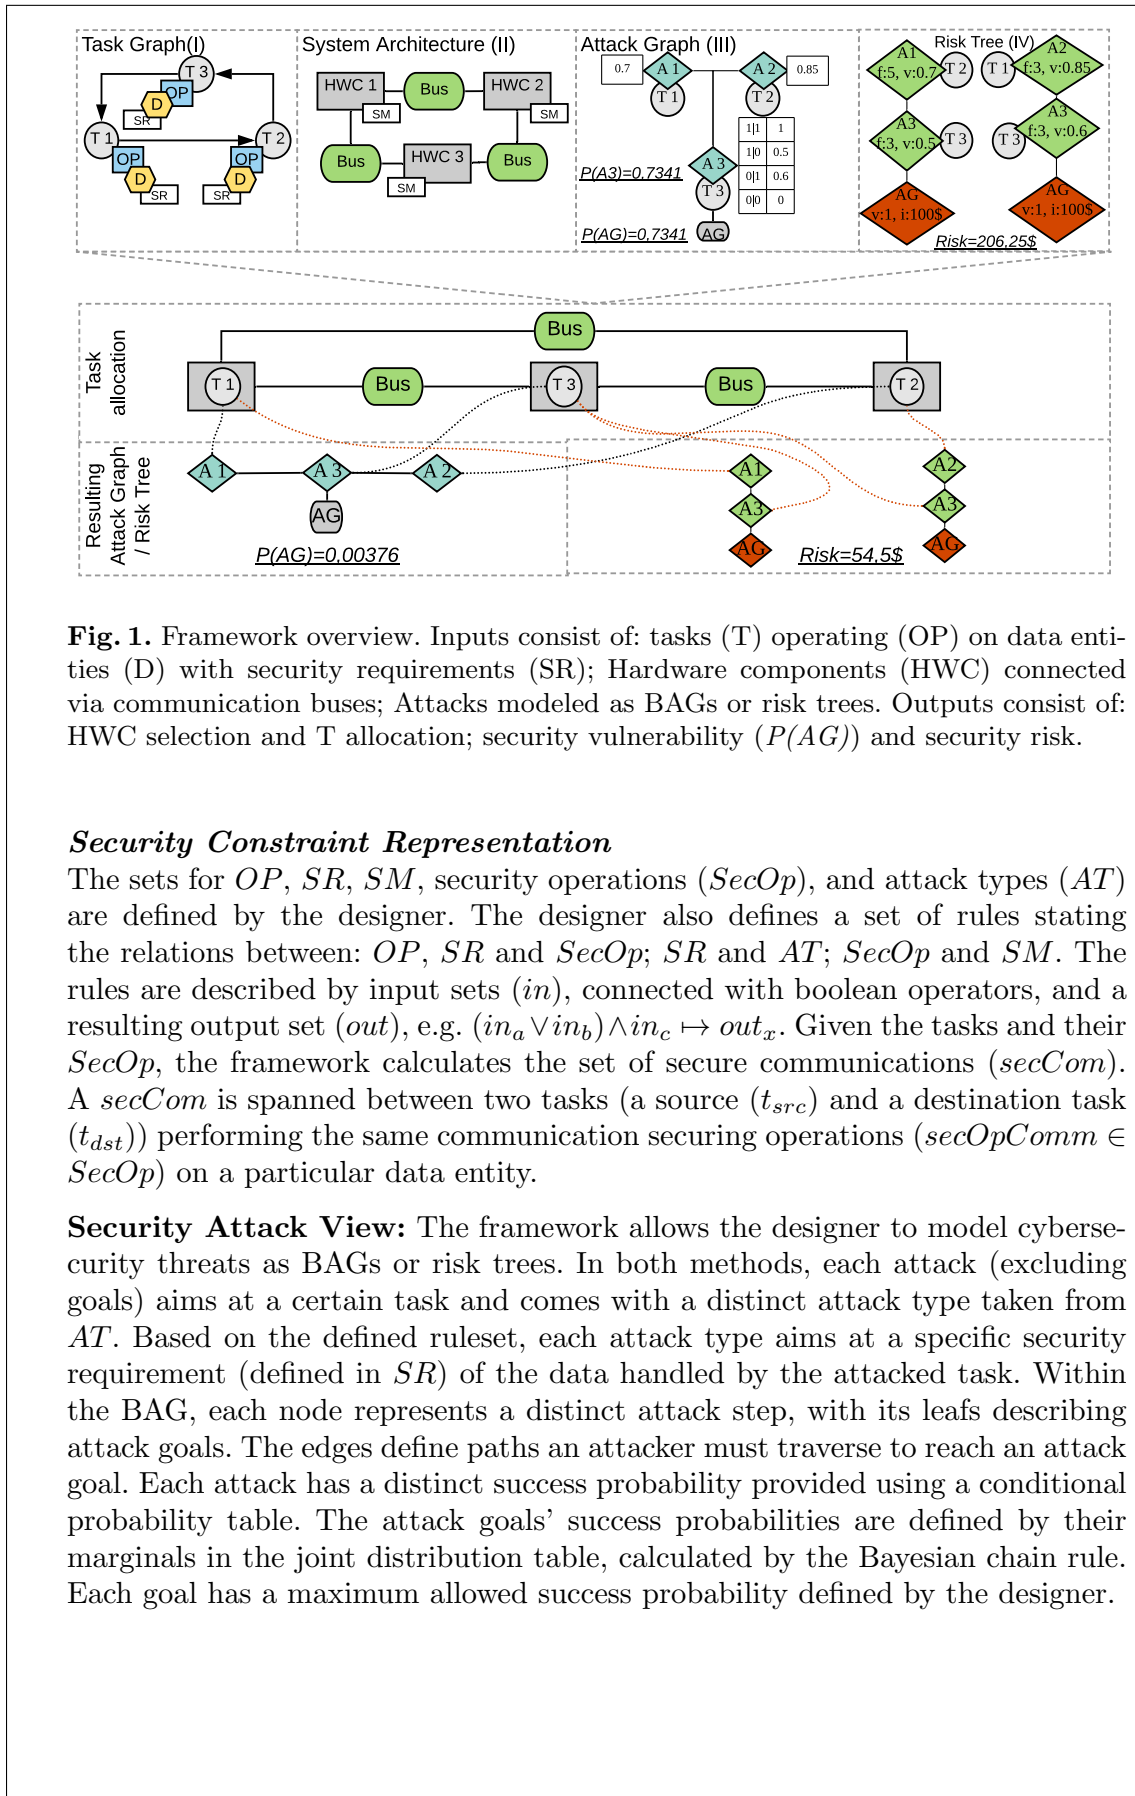 Task Graph(I)
T 3
OP
D
SR
T 1
T 2
OP
D
SR
OP
D
SR
System Architecture (II)
HWC 1
SM
Bus
HWC 2
SM
Bus
HWC 3
SM
Bus
Attack Graph (III)
0.7
A 1
T 1
A 2
0.85
T 2
1|1 1
1|0 0.5
0|1 0.6
0|0 0
A 3
P(A3)=0,7341
T 3
P(AG)=0,7341
AG
Risk Tree (IV)
A1
f:5, v:0.7
T 2
T 1
A2
f:3, v:0.85
A3
f:3, v:0.5
T 3
T 3
A3
f:3, v:0.6
AG
v:1, i:100$
AG
v:1, i:100$
Risk=206,25$
Task
allocation
Bus
T 1
Bus
T 3
Bus
T 2
Resulting
Attack Graph
/ Risk Tree
A 1
A 3
A 2
AG
P(AG)=0,00376
A1
A3
AG
Risk=54,5$
A2
A3
AG
Fig. 1. Framework overview. Inputs consist of: tasks (T) operating (OP) on data enti-
ties (D) with security requirements (SR); Hardware components (HWC) connected
via communication buses; Attacks modeled as BAGs or risk trees. Outputs consist of:
HWC selection and T allocation; security vulnerability (P(AG)) and security risk.
Security Constraint Representation
The sets for OP, SR, SM, security operations (SecOp), and attack types (AT)
are defined by the designer. The designer also defines a set of rules stating
the relations between: OP, SR and SecOp; SR and AT; SecOp and SM. The
rules are described by input sets (in), connected with boolean operators, and a
resulting output set (out), e.g. (in_a ∨ in_b) ∧ in_c ↦ out_x. Given the tasks and their
SecOp, the framework calculates the set of secure communications (secCom).
A secCom is spanned between two tasks (a source (t_src) and a destination task
(t_dst)) performing the same communication securing operations (secOpComm ∈
SecOp) on a particular data entity.
Security Attack View: The framework allows the designer to model cyberse-
curity threats as BAGs or risk trees. In both methods, each attack (excluding
goals) aims at a certain task and comes with a distinct attack type taken from
AT. Based on the defined ruleset, each attack type aims at a specific security
requirement (defined in SR) of the data handled by the attacked task. Within
the BAG, each node represents a distinct attack step, with its leafs describing
attack goals. The edges define paths an attacker must traverse to reach an attack
goal. Each attack has a distinct success probability provided using a conditional
probability table. The attack goals' success probabilities are defined by their
marginals in the joint distribution table, calculated by the Bayesian chain rule.
Each goal has a maximum allowed success probability defined by the designer.